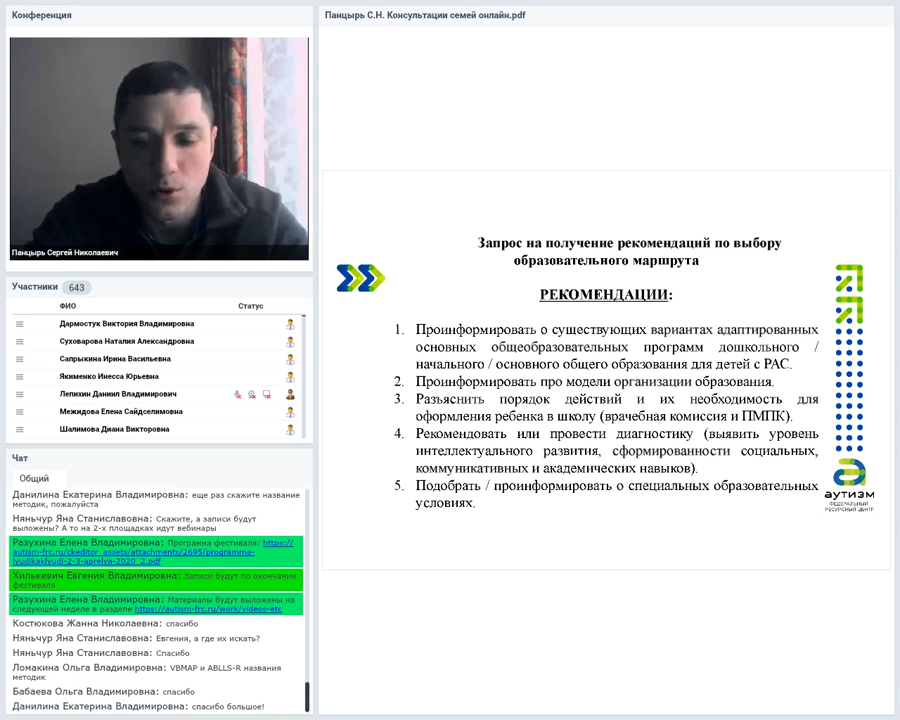 Конференция
Панцырь Сергей Николаевич
Участники 643
ФИО Статус
Дармостук Виктория Владимировна
Суховарова Наталия Александровна
Сапрыкина Ирина Васильевна
Якименко Инесса Юрьевна
Лепихин Даниил Владимирович
Межидова Елена Сайдселимовна
Шалимова Диана Викторовна
Чат
Общий
Данилина Екатерина Владимировна: еще раз скажите название
методик, пожалуйста
Няньчур Яна Станиславовна: Скажите, а записи будут
выложены? А то на 2-х площадках идут вебинары
Разухина Елена Владимировна: Программа фестиваля: https://
autism-frc.ru/ckeditor_assets/attachments/2695/programma-
lyudikaklyudi-2-3-aprelya-2020_2.pdf
Хилькевич Евгения Владимировна: Записи будут по окончании
фестиваля
Разухина Елена Владимировна: Материалы будут выложены на
следующей неделе в разделе https://autism-frc.ru/work/videos-etc
Костюкова Жанна Николаевна: спасибо
Няньчур Яна Станиславовна: Евгения, а где их искать?
Няньчур Яна Станиславовна: Спасибо
Ломакина Ольга Владимировна: VBMAP и ABLLS-R названия
методик
Бабаева Ольга Владимировна: спасибо
Данилина Екатерина Владимировна: спасибо большое!
Панцырь С.Н. Консультации семей онлайн.pdf
Запрос на получение рекомендаций по выбору
образовательного маршрута
РЕКОМЕНДАЦИИ:
1. Проинформировать о существующих вариантах адаптированных
основных общеобразовательных программ дошкольного /
начального / основного общего образования для детей с РАС.
2. Проинформировать про модели организации образования.
3. Разъяснить порядок действий и их необходимость для
оформления ребенка в школу (врачебная комиссия и ПМПК).
4. Рекомендовать или провести диагностику (выявить уровень
интеллектуального развития, сформированности социальных,
коммуникативных и академических навыков).
5. Подобрать / проинформировать о специальных образовательных
условиях.
аутизм
ФЕДЕРАЛЬНЫЙ
РЕСУРСНЫЙ ЦЕНТР